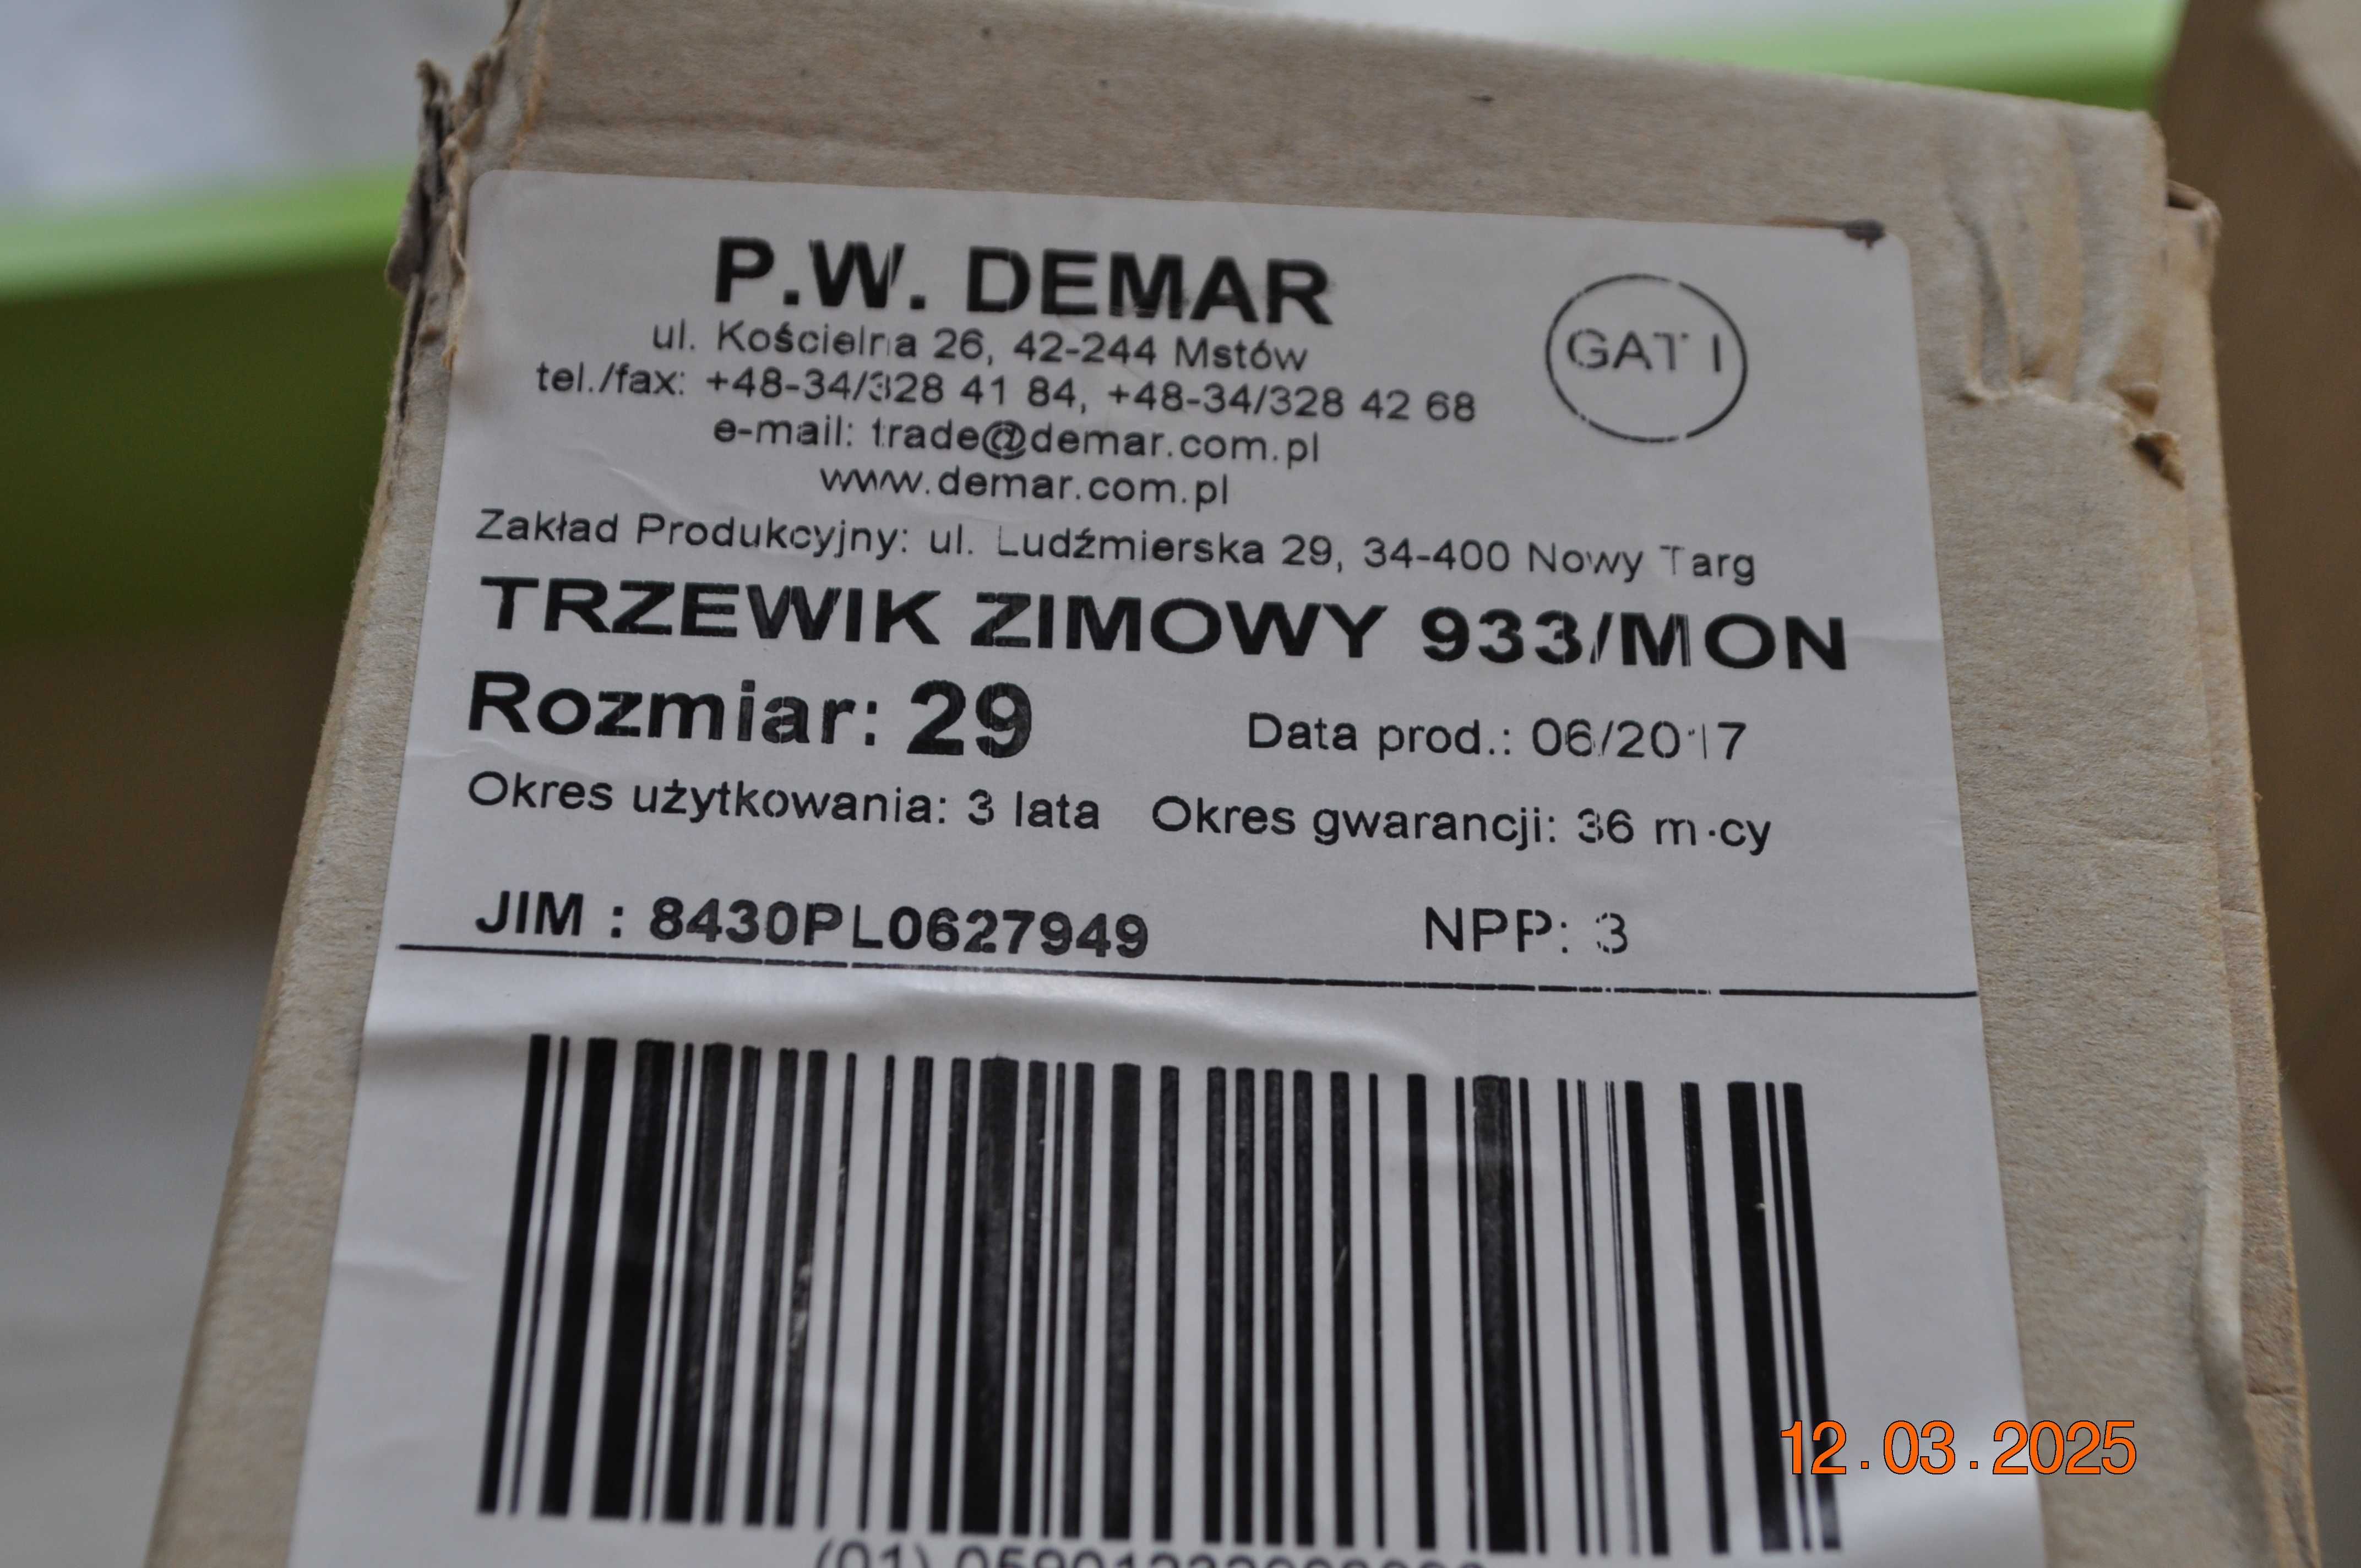 P.W. DEMAR
ul. Kościelna 26, 42-244 Mstów
tel./fax: +48-34/328 41 84, +48-34/328 42 68
e-mail: trade@demar.com.pl
www.demar.com.pl
GAT I
Zakład Produkcyjny: ul. Ludźmierska 29, 34-400 Nowy Targ
TRZEWIK ZIMOWY 933/MON
Rozmiar: 29 Data prod.: 06/2017
Okres użytkowania: 3 lata Okres gwarancji: 36 m-cy
JIM : 8430PL0627949 NPP: 3
(01)
12.03.2025